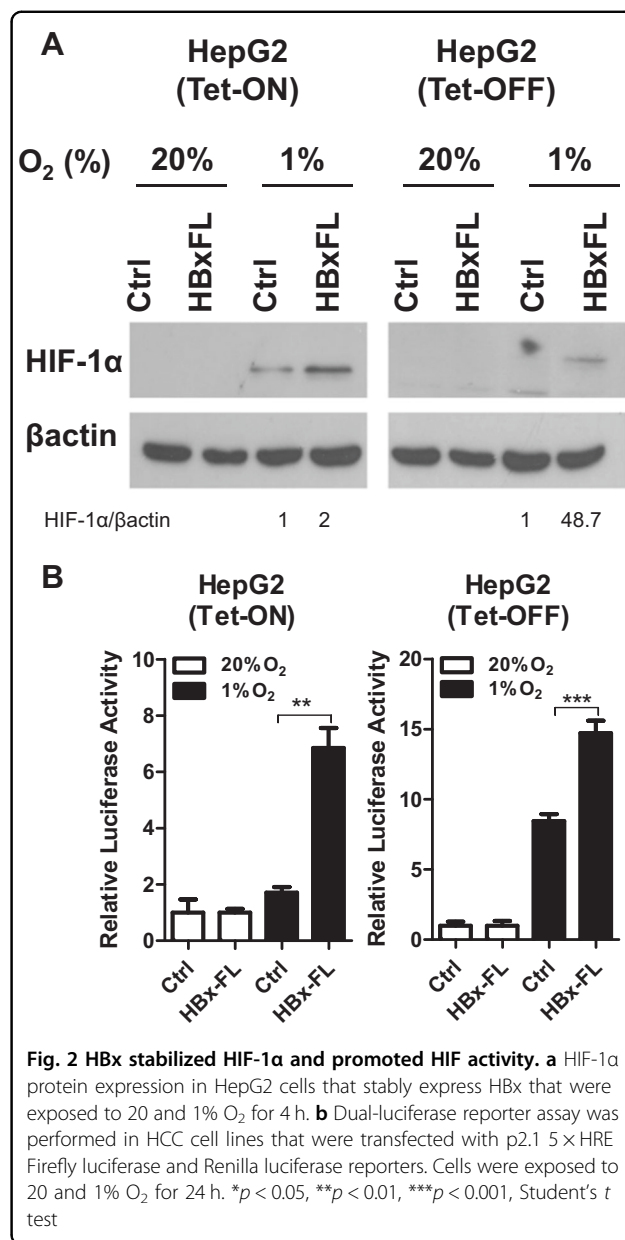 A
HepG2 (Tet-ON)
HepG2 (Tet-OFF)
O₂ (%) 20% 1% 20% 1%
Ctrl HBxFL Ctrl HBxFL Ctrl HBxFL Ctrl HBxFL
HIF-1α
βactin
HIF-1α/βactin 1 2 1 48.7
B
HepG2 (Tet-ON)
Relative Luciferase Activity
10
8
6
4
2
0
20% O₂
1% O₂
**
Ctrl HBx-FL Ctrl HBx-FL
HepG2 (Tet-OFF)
Relative Luciferase Activity
20
15
10
5
0
20% O₂
1% O₂
***
Ctrl HBx-FL Ctrl HBx-FL
Fig. 2 HBx stabilized HIF-1α and promoted HIF activity. a HIF-1α
protein expression in HepG2 cells that stably express HBx that were
exposed to 20 and 1% O₂ for 4 h. b Dual-luciferase reporter assay was
performed in HCC cell lines that were transfected with p2.1 5 × HRE
Firefly luciferase and Renilla luciferase reporters. Cells were exposed to
20 and 1% O₂ for 24 h. *p < 0.05, **p < 0.01, ***p < 0.001, Student's t
test